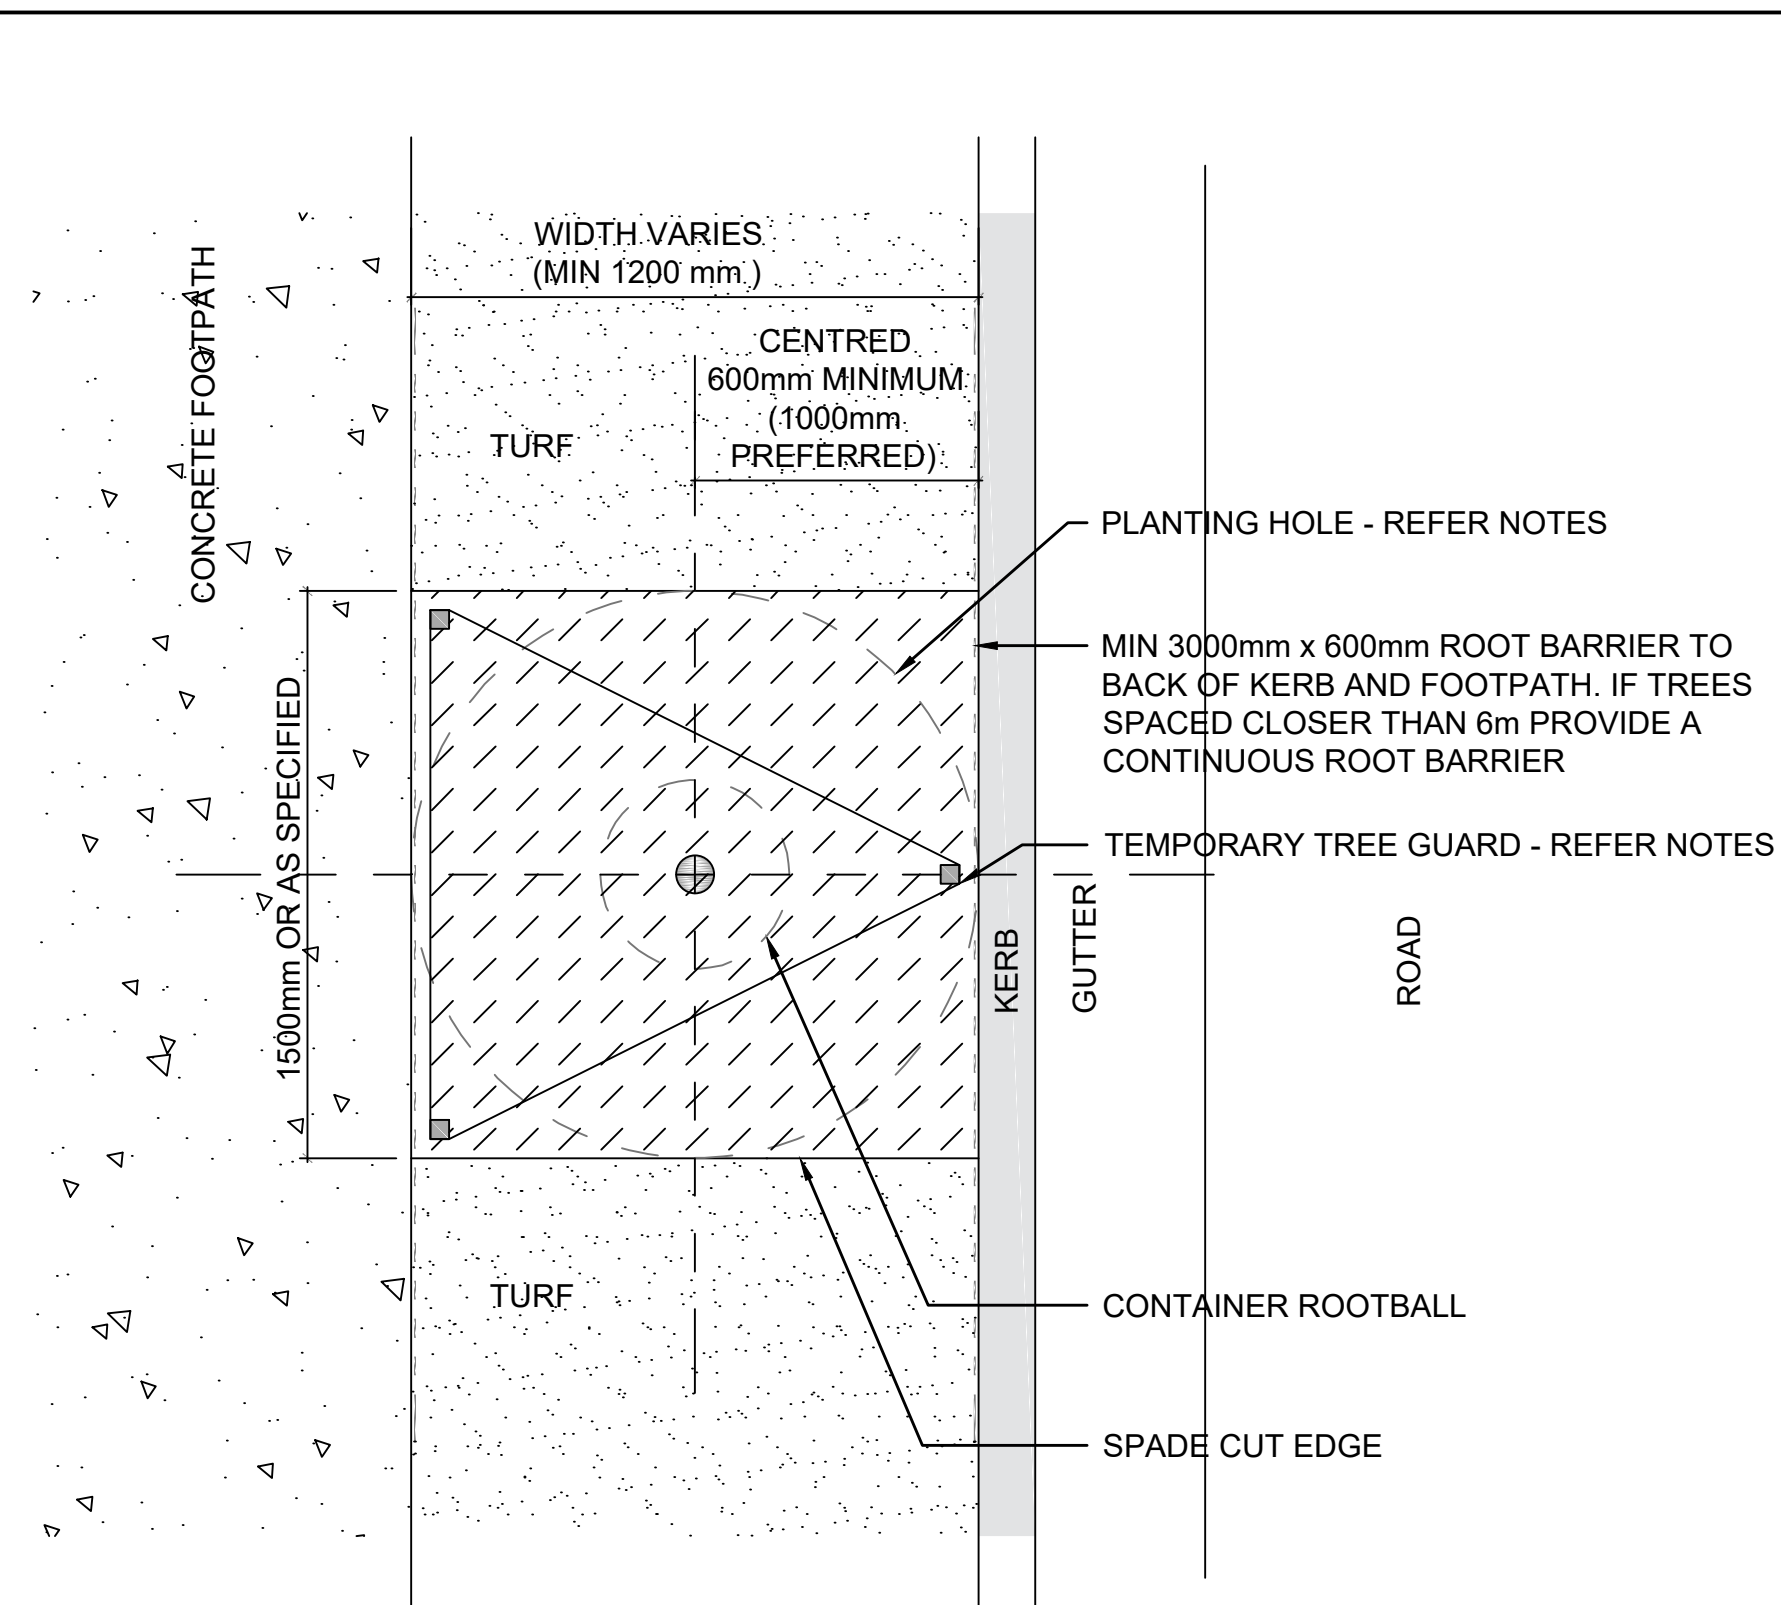 WIDTH VARIES
(MIN 1200 mm )
CENTRED
600mm MINIMUM
(1000mm
PREFERRED)
TURF
CONCRETE FOOTPATH
PLANTING HOLE - REFER NOTES
MIN 3000mm x 600mm ROOT BARRIER TO
BACK OF KERB AND FOOTPATH. IF TREES
SPACED CLOSER THAN 6m PROVIDE A
CONTINUOUS ROOT BARRIER
1500mm OR AS SPECIFIED
TEMPORARY TREE GUARD - REFER NOTES
KERB
GUTTER
ROAD
TURF
CONTAINER ROOTBALL
SPADE CUT EDGE